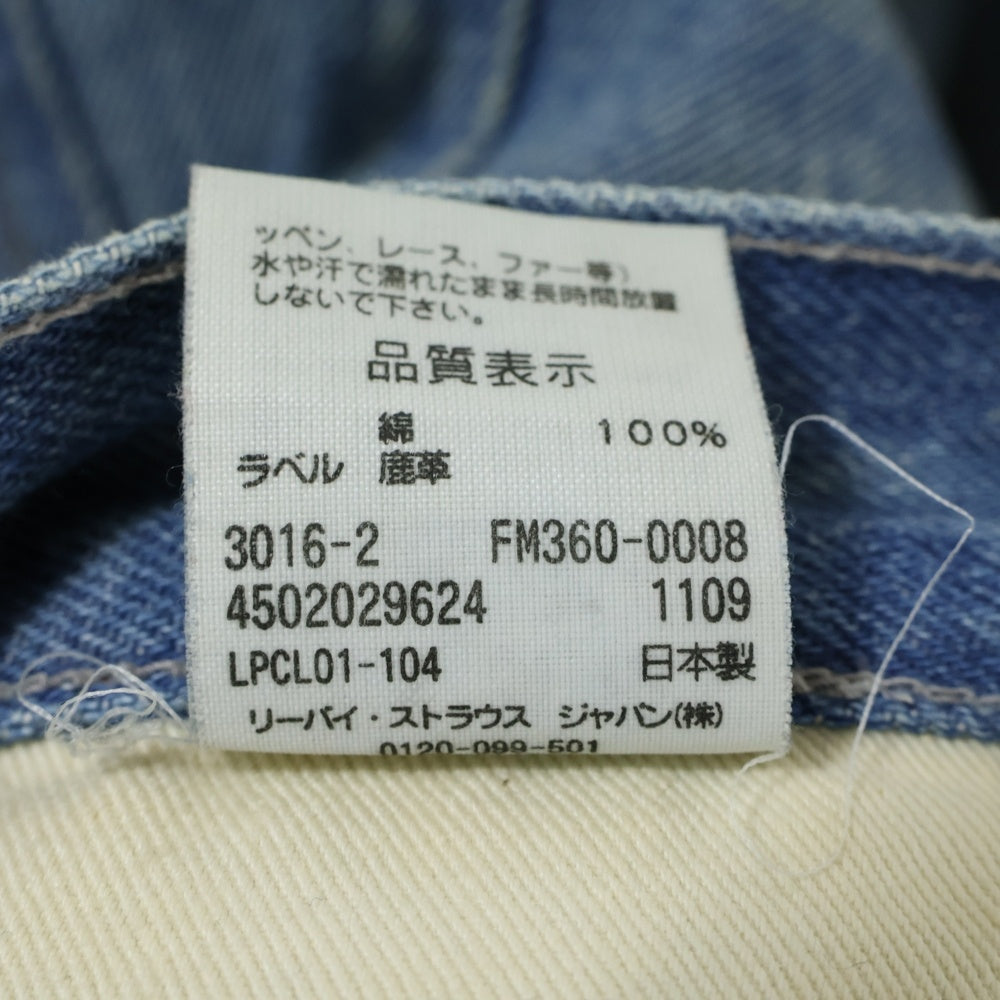 ッペン、レース、ファー等)
水や汗で濡れたまま長時間放置
しないで下さい。
品質表示
綿 100%
ラベル 鹿革
3016-2 FM360-0008
4502029624 1109
LPCL01-104 日本製
リーバイ・ストラウス ジャパン(株)
0120-099-501